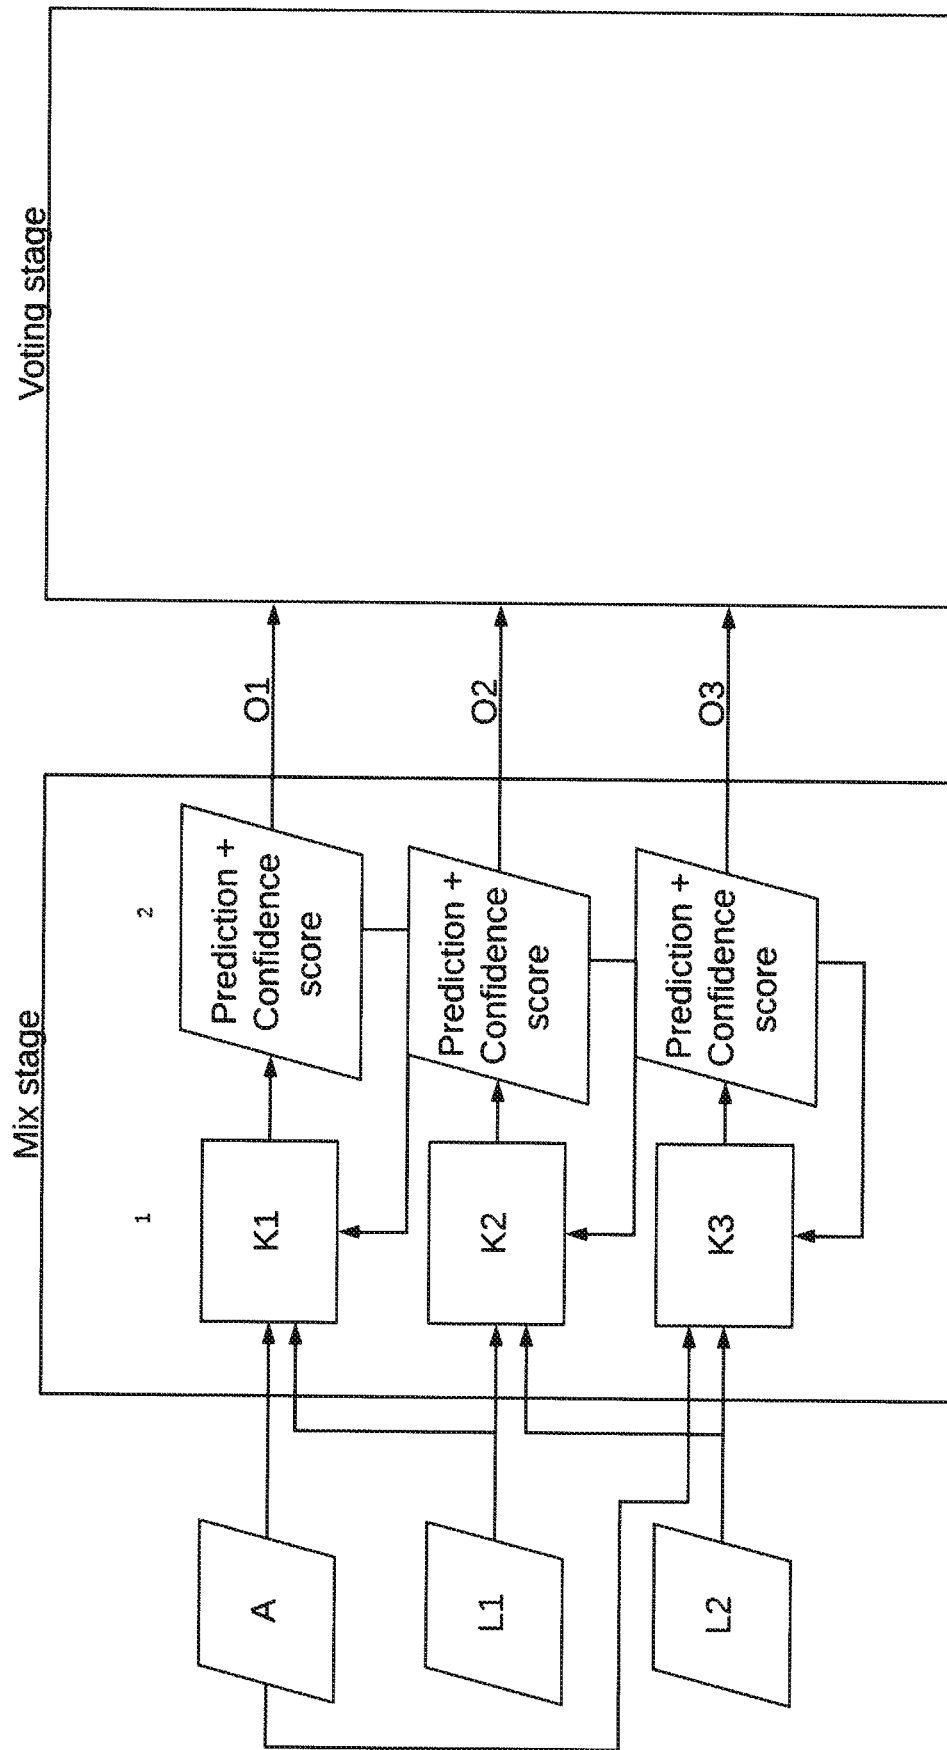 Mix stage
Voting stage
1
2
A
K1
Prediction +
Confidence
score
O1
L1
K2
Prediction +
Confidence
score
O2
L2
K3
Prediction +
Confidence
score
O3